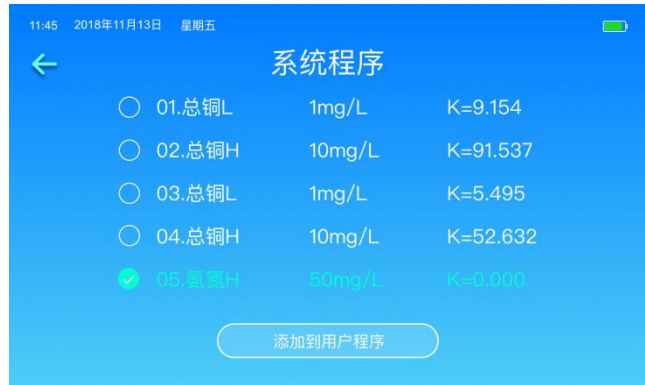 11:45 2018年11月13日 星期五
系统程序
01.总铜L 1mg/L K=9.154
02.总铜H 10mg/L K=91.537
03.总铜L 1mg/L K=5.495
04.总铜H 10mg/L K=52.632
05.氨氮H 50mg/L K=0.000
添加到用户程序